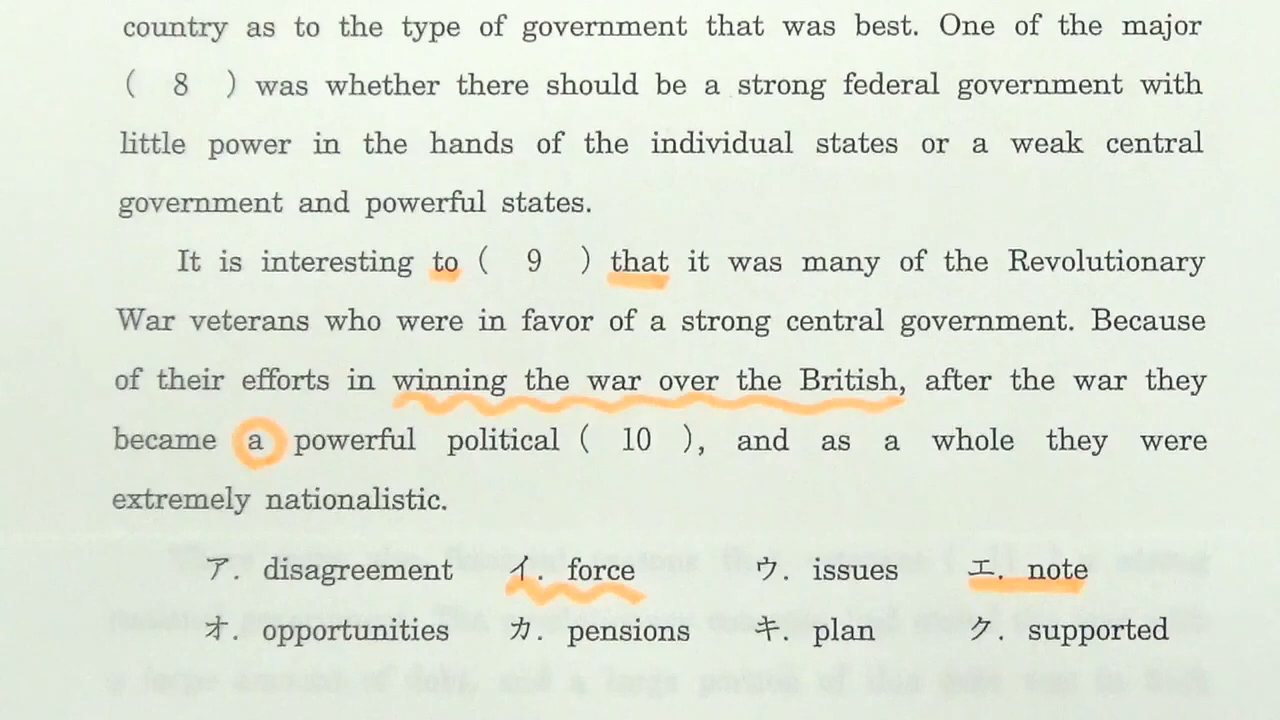 country as to the type of government that was best. One of the major
( 8 ) was whether there should be a strong federal government with
little power in the hands of the individual states or a weak central
government and powerful states.
It is interesting to ( 9 ) that it was many of the Revolutionary
War veterans who were in favor of a strong central government. Because
of their efforts in winning the war over the British, after the war they
became a powerful political ( 10 ), and as a whole they were
extremely nationalistic.
ア. disagreement イ. force ウ. issues エ. note
オ. opportunities カ. pensions キ. plan ク. supported